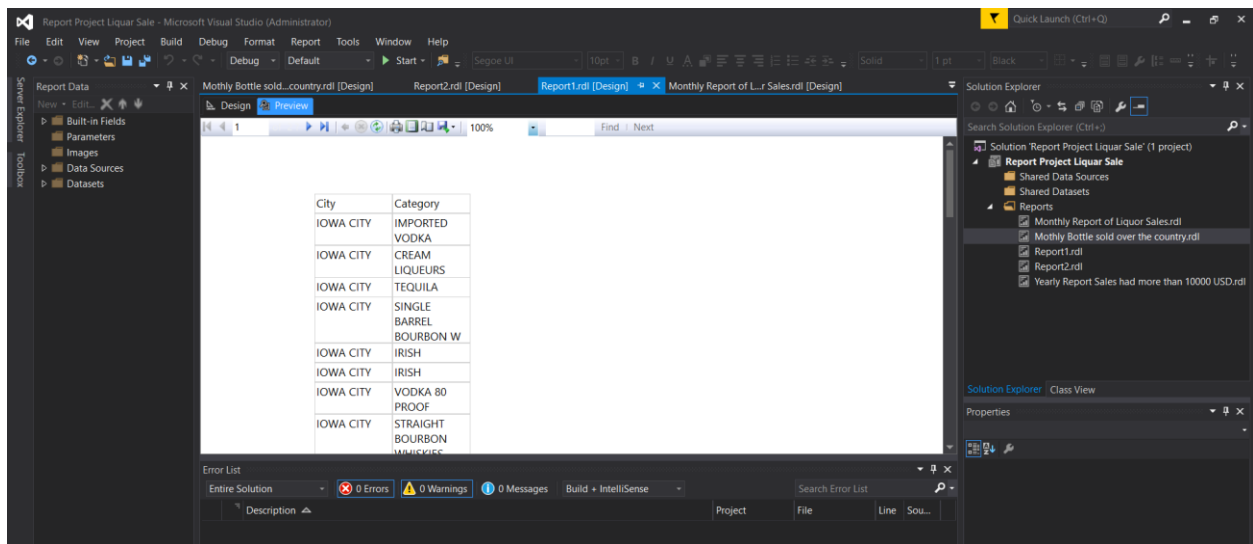 Report Project Liquar Sale - Microsoft Visual Studio (Administrator)
Quick Launch (Ctrl+Q)
File Edit View Project Build Debug Format Report Tools Window Help
Debug Default Start Segoe UI 10pt B I U A Solid 1 pt Black
Server Explorer
Toolbox
Report Data
New Edit...
Built-in Fields
Parameters
Images
Data Sources
Datasets
Mothly Bottle sold...country.rdl [Design] Report2.rdl [Design] Report1.rdl [Design] Monthly Report of L...r Sales.rdl [Design]
Design Preview
1 100% Find Next
City Category
IOWA CITY IMPORTED
VODKA
IOWA CITY CREAM
LIQUEURS
IOWA CITY TEQUILA
IOWA CITY SINGLE
BARREL
BOURBON W
IOWA CITY IRISH
IOWA CITY IRISH
IOWA CITY VODKA 80
PROOF
IOWA CITY STRAIGHT
BOURBON
WHISKIES
Error List
Entire Solution 0 Errors 0 Warnings 0 Messages Build + IntelliSense Search Error List
Description Project File Line Sou...
Solution Explorer
Search Solution Explorer (Ctrl+;)
Solution 'Report Project Liquar Sale' (1 project)
Report Project Liquar Sale
Shared Data Sources
Shared Datasets
Reports
Monthly Report of Liquor Sales.rdl
Mothly Bottle sold over the country.rdl
Report1.rdl
Report2.rdl
Yearly Report Sales had more than 10000 USD.rdl
Solution Explorer Class View
Properties